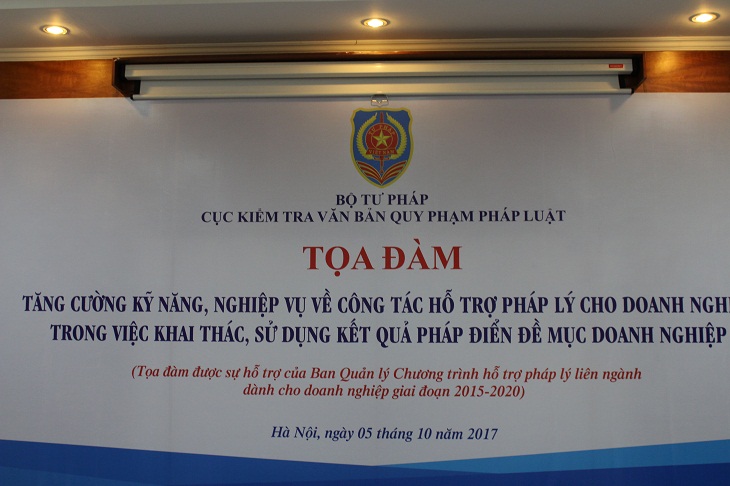 BỘ TƯ PHÁP
CỤC KIỂM TRA VĂN BẢN QUY PHẠM PHÁP LUẬT
TỌA ĐÀM
TĂNG CƯỜNG KỸ NĂNG, NGHIỆP VỤ VỀ CÔNG TÁC HỖ TRỢ PHÁP LÝ CHO DOANH NGHI
TRONG VIỆC KHAI THÁC, SỬ DỤNG KẾT QUẢ PHÁP ĐIỂN ĐỀ MỤC DOANH NGHIỆP
(Tọa đàm được sự hỗ trợ của Ban Quản lý Chương trình hỗ trợ pháp lý liên ngành
dành cho doanh nghiệp giai đoạn 2015-2020)
Hà Nội, ngày 05 tháng 10 năm 2017